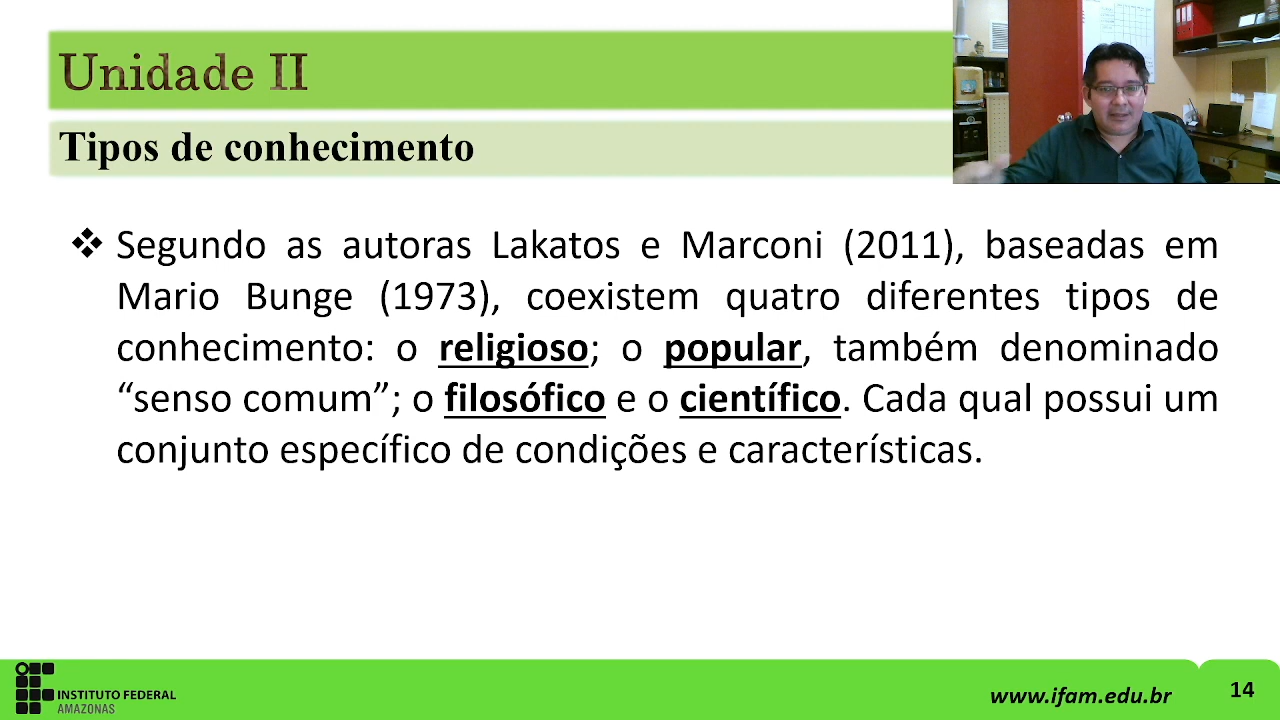 Unidade II
Tipos de conhecimento
❖ Segundo as autoras Lakatos e Marconi (2011), baseadas em
Mario Bunge (1973), coexistem quatro diferentes tipos de
conhecimento: o religioso; o popular, também denominado
“senso comum”; o filosófico e o científico. Cada qual possui um
conjunto específico de condições e características.
INSTITUTO FEDERAL
AMAZONAS
www.ifam.edu.br
14